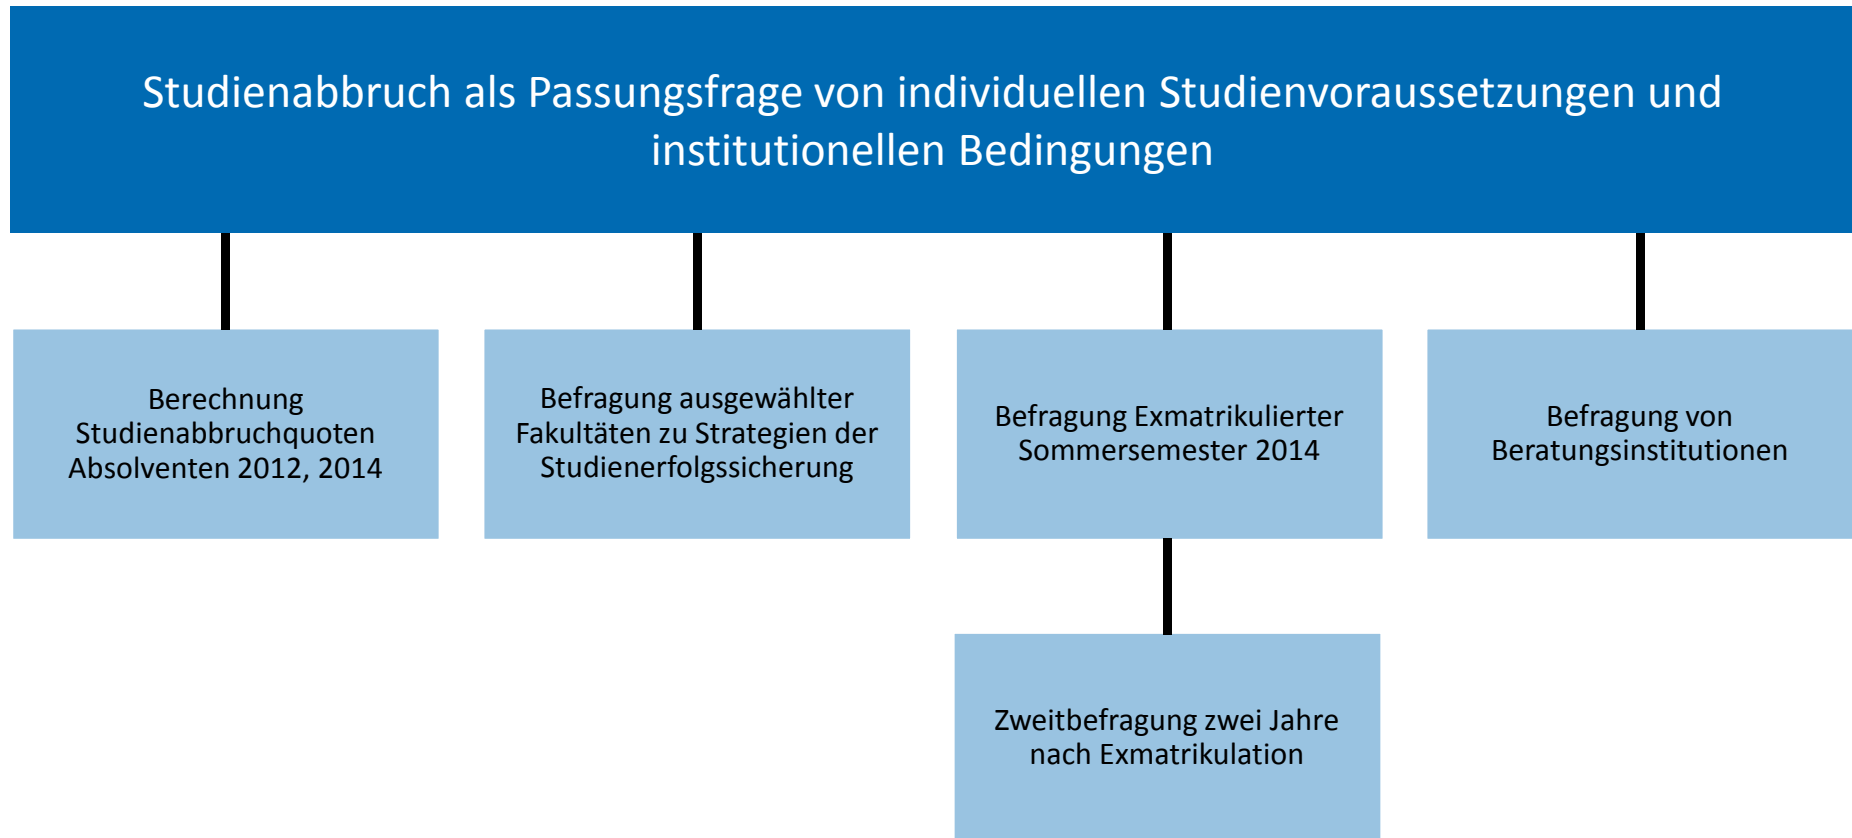 Studienabbruch als Passungsfrage von individuellen Studienvoraussetzungen und
institutionellen Bedingungen
Berechnung
Studienabbruchquoten
Absolventen 2012, 2014
Befragung ausgewählter
Fakultäten zu Strategien der
Studienerfolgssicherung
Befragung Exmatrikulierter
Sommersemester 2014
Befragung von
Beratungsinstitutionen
Zweitbefragung zwei Jahre
nach Exmatrikulation